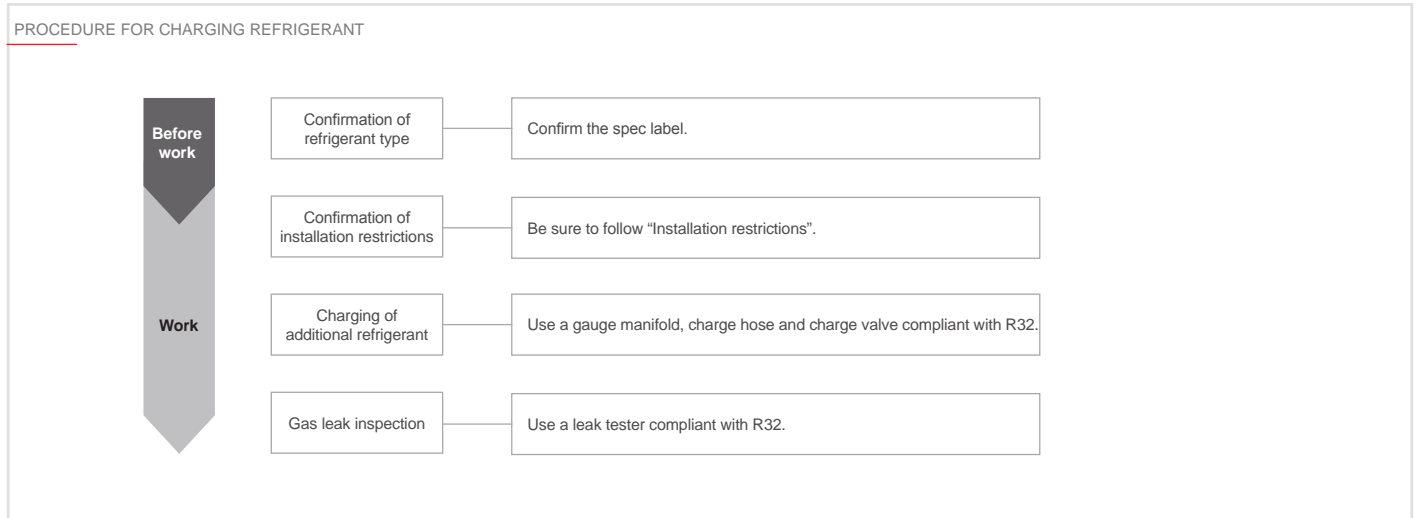 PROCEDURE FOR CHARGING REFRIGERANT
Before
work
Confirmation of
refrigerant type
Confirm the spec label.
Confirmation of
installation restrictions
Be sure to follow “Installation restrictions”.
Work
Charging of
additional refrigerant
Use a gauge manifold, charge hose and charge valve compliant with R32.
Gas leak inspection
Use a leak tester compliant with R32.